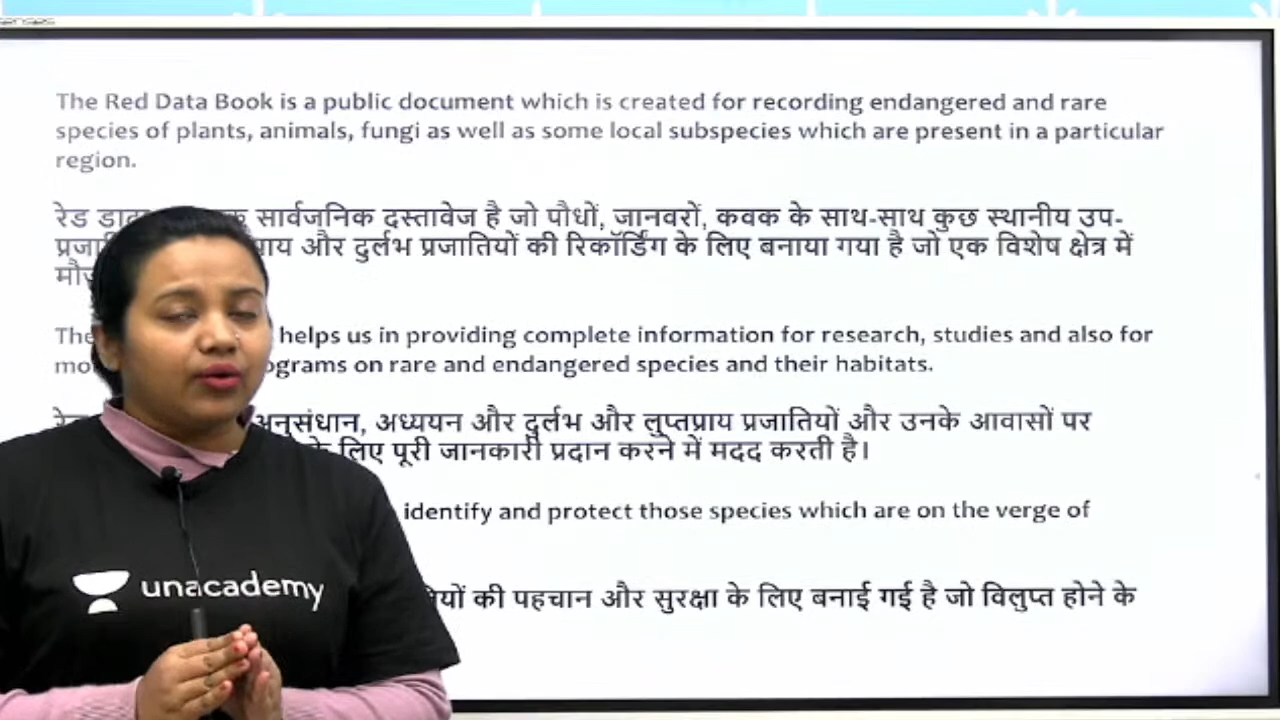 The Red Data Book is a public document which is created for recording endangered and rare
species of plants, animals, fungi as well as some local subspecies which are present in a particular
region.
रेड सार्वजनिक दस्तावेज है जो पौधों, जानवरों, कवक के साथ-साथ कुछ स्थानीय उप-
और दुर्लभ प्रजातियों की रिकॉर्डिंग के लिए बनाया गया है जो एक विशेष क्षेत्र में
helps us in providing complete information for research, studies and also for
on rare and endangered species and their habitats.
अनुसंधान, अध्ययन और दुर्लभ और लुप्तप्राय प्रजातियों और उनके आवासों पर
लिए पूरी जानकारी प्रदान करने में मदद करती है।
identify and protect those species which are on the verge of
की पहचान और सुरक्षा के लिए बनाई गई है जो विलुप्त होने के
unacademy